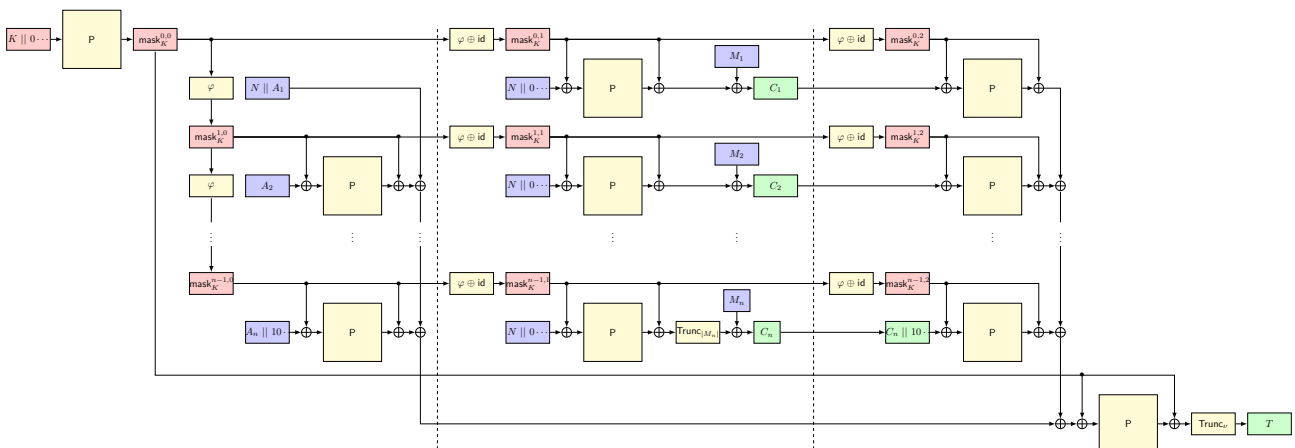 K || 0 ⋯
P
mask_K^{0,0}
φ ⊕ id
mask_K^{0,1}
φ ⊕ id
mask_K^{0,2}
M_1
φ
N || A_1
N || 0 ⋯
P
C_1
P
mask_K^{1,0}
φ ⊕ id
mask_K^{1,1}
φ ⊕ id
mask_K^{1,2}
M_2
φ
A_2
P
N || 0 ⋯
P
C_2
P
⋮ ⋮ ⋮ ⋮ ⋮ ⋮ ⋮
mask_K^{n−1,0}
φ ⊕ id
mask_K^{n−1,1}
φ ⊕ id
mask_K^{n−1,2}
M_n
A_n || 10 ·
P
N || 0 ⋯
P
Trunc_{|M_n|}
C_n
C_n || 10 ·
P
P
Trunc_ν
T